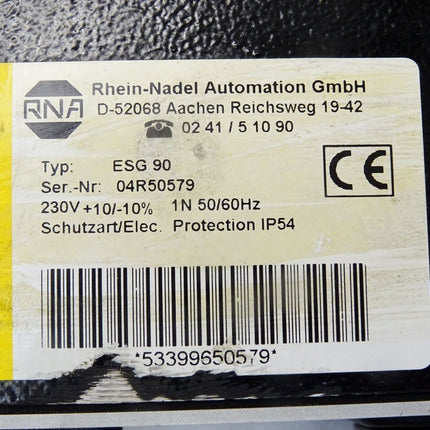 RNA
Rhein-Nadel Automation GmbH
D-52068 Aachen Reichsweg 19-42
☎ 02 41 / 5 10 90
Typ: ESG 90
Ser.-Nr: 04R50579
230V +10/-10% 1N 50/60Hz
Schutzart/Elec. Protection IP54
CE
*53399650579*